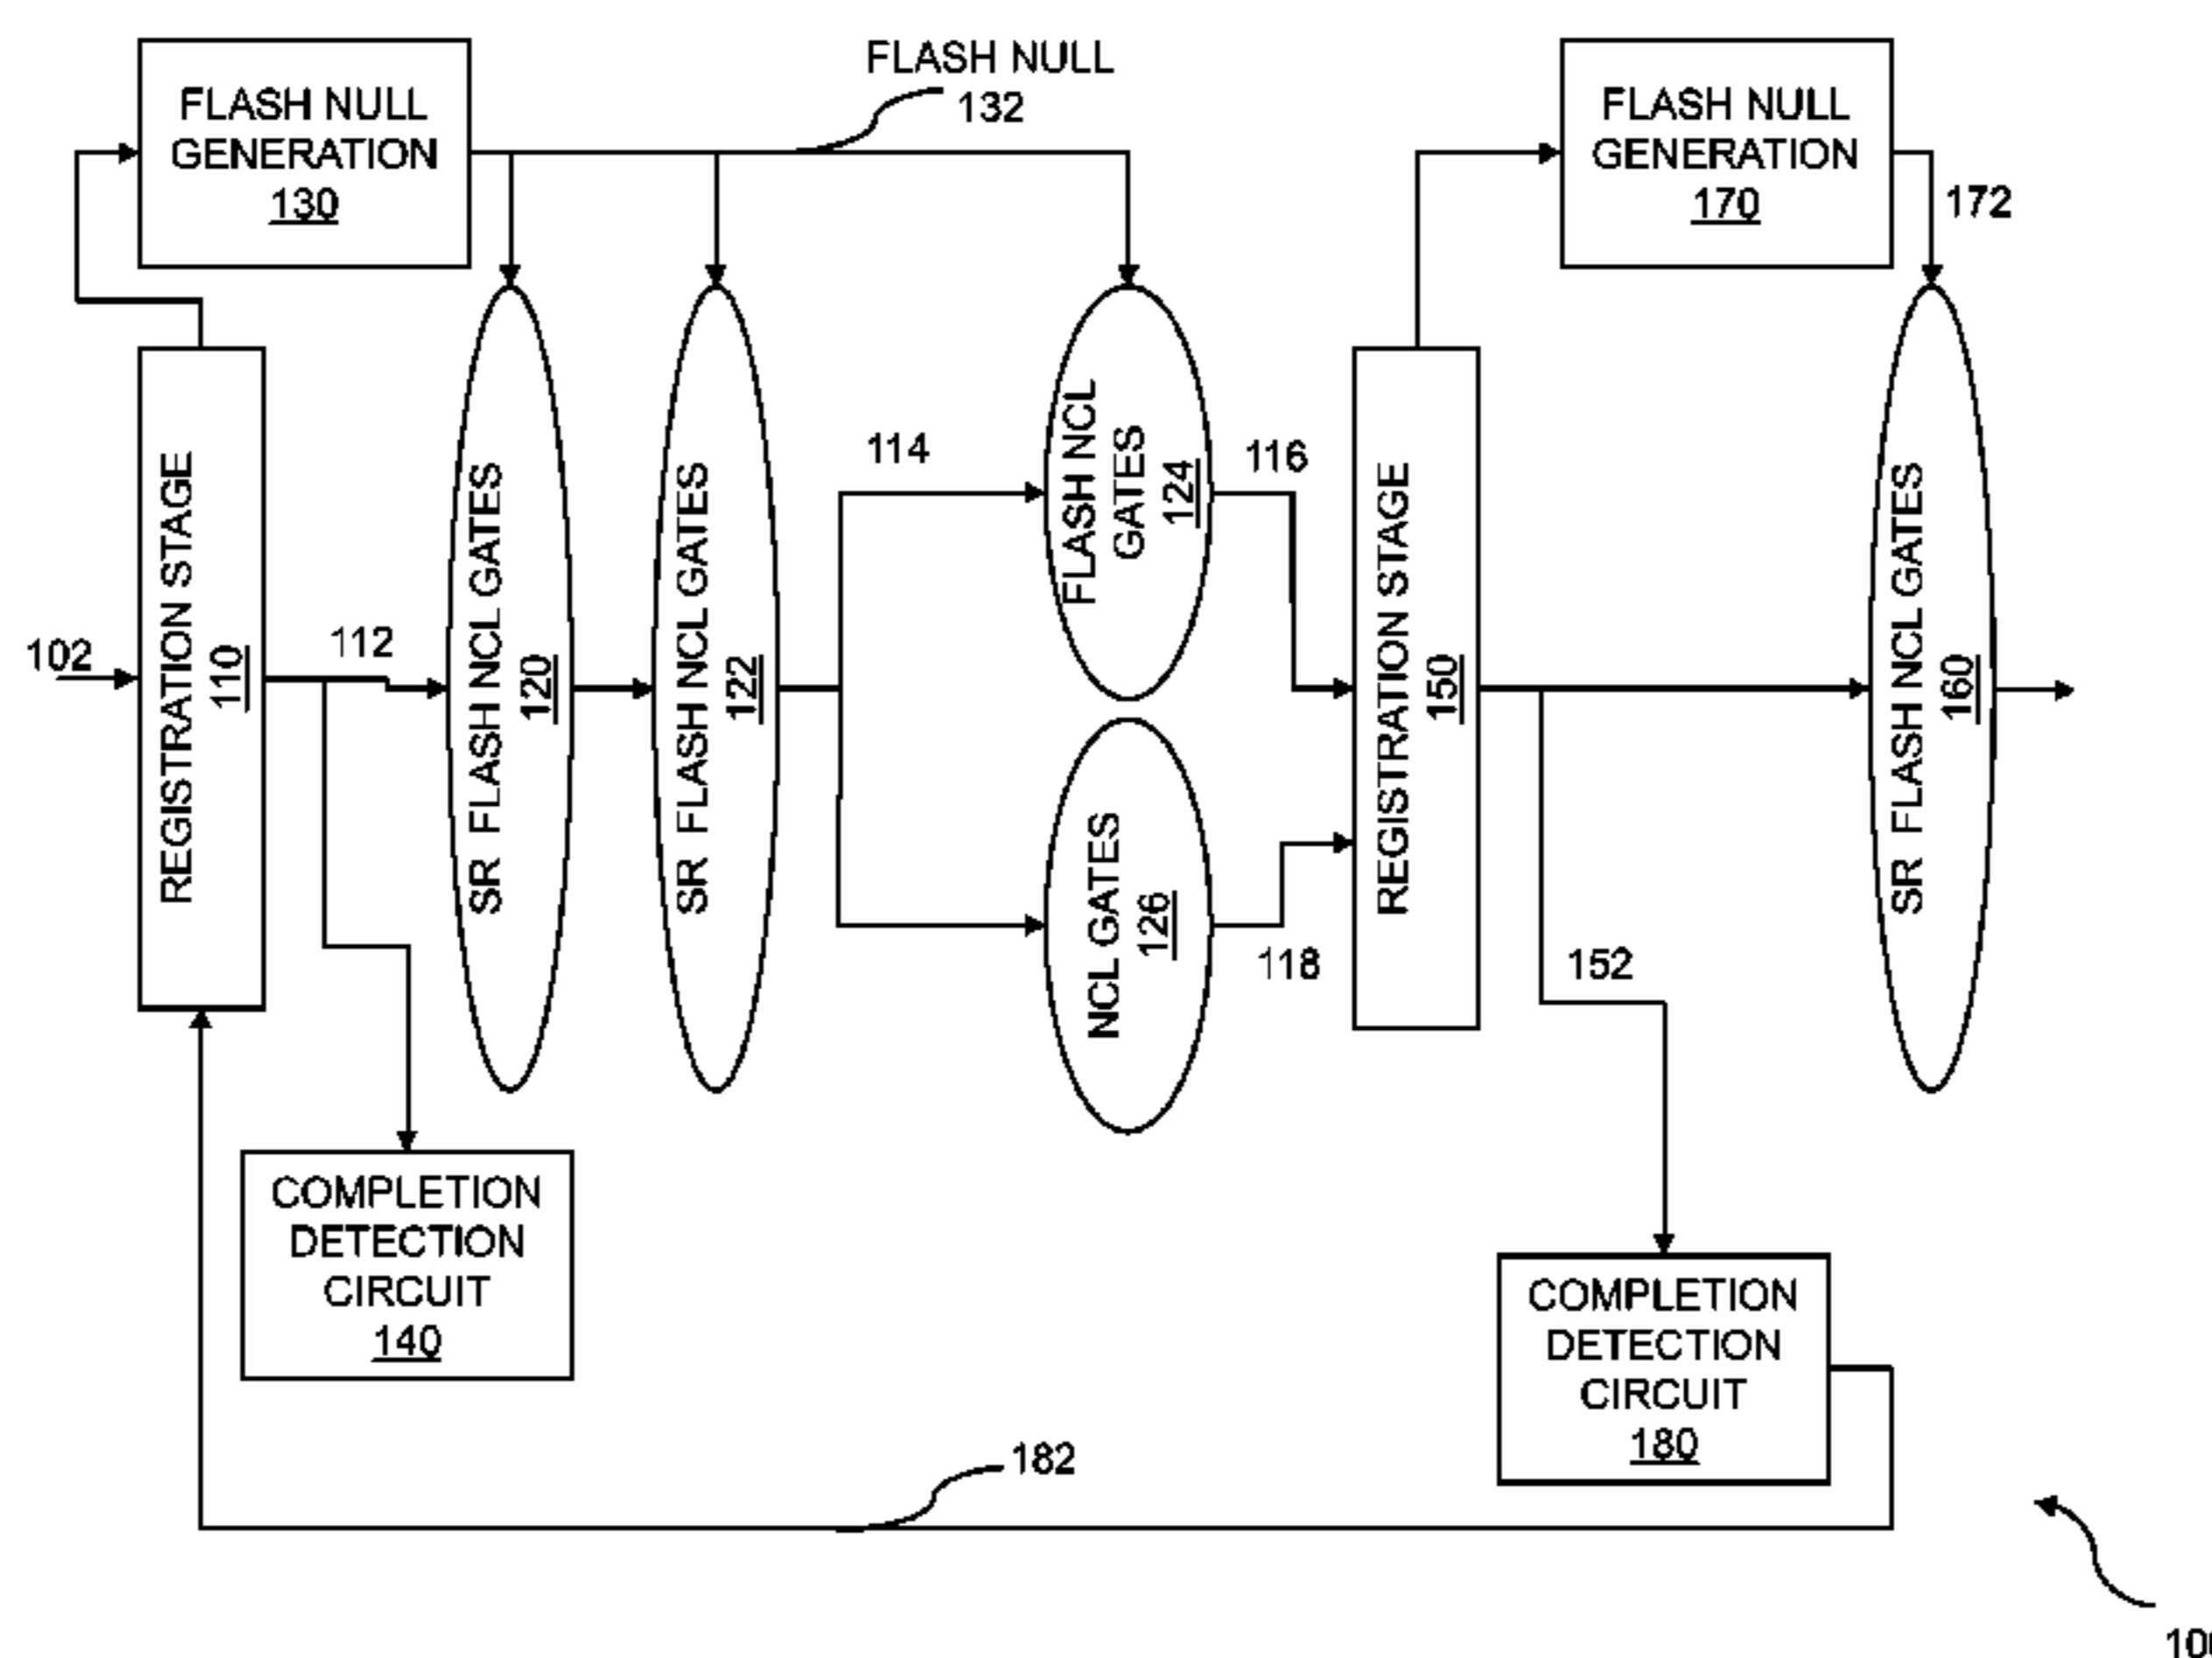 FLASH NULL
GENERATION
130
FLASH NULL
132
FLASH NULL
GENERATION
170
172
102
REGISTRATION STAGE
110
112
SR FLASH NCL GATES
120
SR FLASH NCL GATES
122
114
FLASH NCL
GATES
124
116
NCL GATES
126
118
REGISTRATION STAGE
150
152
SR FLASH NCL GATES
160
COMPLETION
DETECTION
CIRCUIT
140
COMPLETION
DETECTION
CIRCUIT
180
182